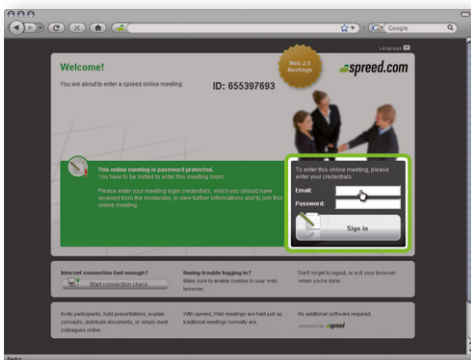 Google
Language
Welcome!
Web 2.0
Meetings
spreed.com
You are about to enter a spreed online meeting.
ID: 655397693
This online meeting is password protected.
You have to be invited to enter
this meeting room.
Please enter your meeting login
credentials, which you should have
received from the moderator, to
view further informations and to join this
online meeting.
To enter this online meeting, please
enter your credentials:
Email:
Password:
Sign in
Internet connection fast enough?
Start connection check
Having trouble logging in?
Make sure to enable cookies in your web
browser.
Don't forget to logout, or exit your browser
when you're done.
Invite participants, hold presentations, explain
concepts, distribute documents, or simply meet
colleagues online.
With spreed, Web meetings are held just as
traditional meetings normally are.
No additional software required.
powered by spreed